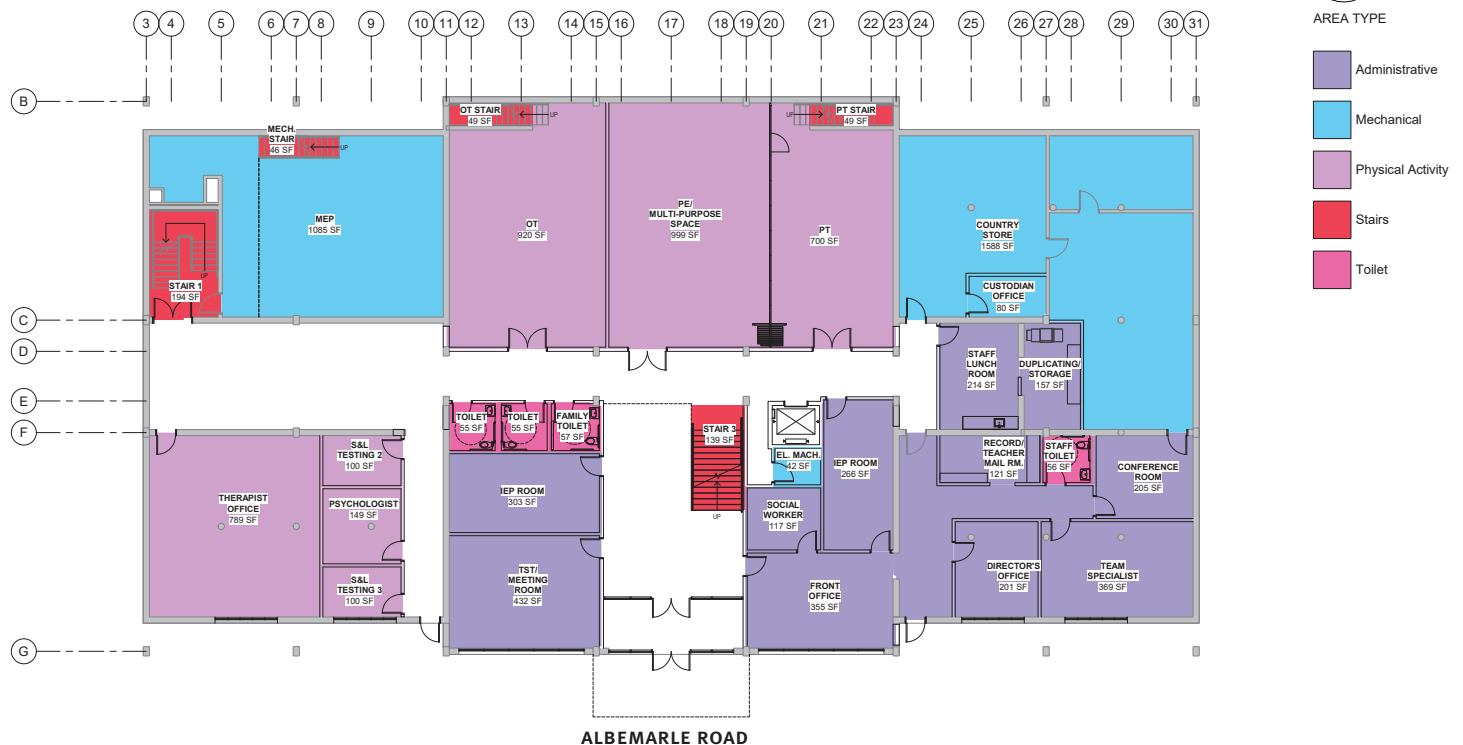 3 4 5 6 7 8 9 10 11 12 13 14 15 16 17 18 19 20 21 22 23 24 25 26 27 28 29 30 31
AREA TYPE
Administrative
Mechanical
Physical Activity
Stairs
Toilet
B
C
D
E
F
G
MECH.
STAIR
46 SF
UP
OT STAIR
49 SF
UP
PT STAIR
49 SF
UP
MEP
1085 SF
OT
920 SF
PE/
MULTI-PURPOSE
SPACE
999 SF
PT
700 SF
COUNTRY
STORE
1588 SF
CUSTODIAN
OFFICE
80 SF
UP
STAIR 1
194 SF
STAFF
LUNCH
ROOM
214 SF
DUPLICATING/
STORAGE
157 SF
TOILET
55 SF
TOILET
55 SF
FAMILY
TOILET
57 SF
STAIR 3
139 SF
UP
EL. MACH.
42 SF
IEP ROOM
266 SF
RECORD/
TEACHER
MAIL RM.
121 SF
STAFF
TOILET
56 SF
CONFERENCE
ROOM
205 SF
S&L
TESTING 2
100 SF
THERAPIST
OFFICE
789 SF
PSYCHOLOGIST
149 SF
S&L
TESTING 3
100 SF
IEP ROOM
303 SF
SOCIAL
WORKER
117 SF
TST/
MEETING
ROOM
432 SF
FRONT
OFFICE
355 SF
DIRECTOR'S
OFFICE
201 SF
TEAM
SPECIALIST
369 SF
ALBEMARLE ROAD